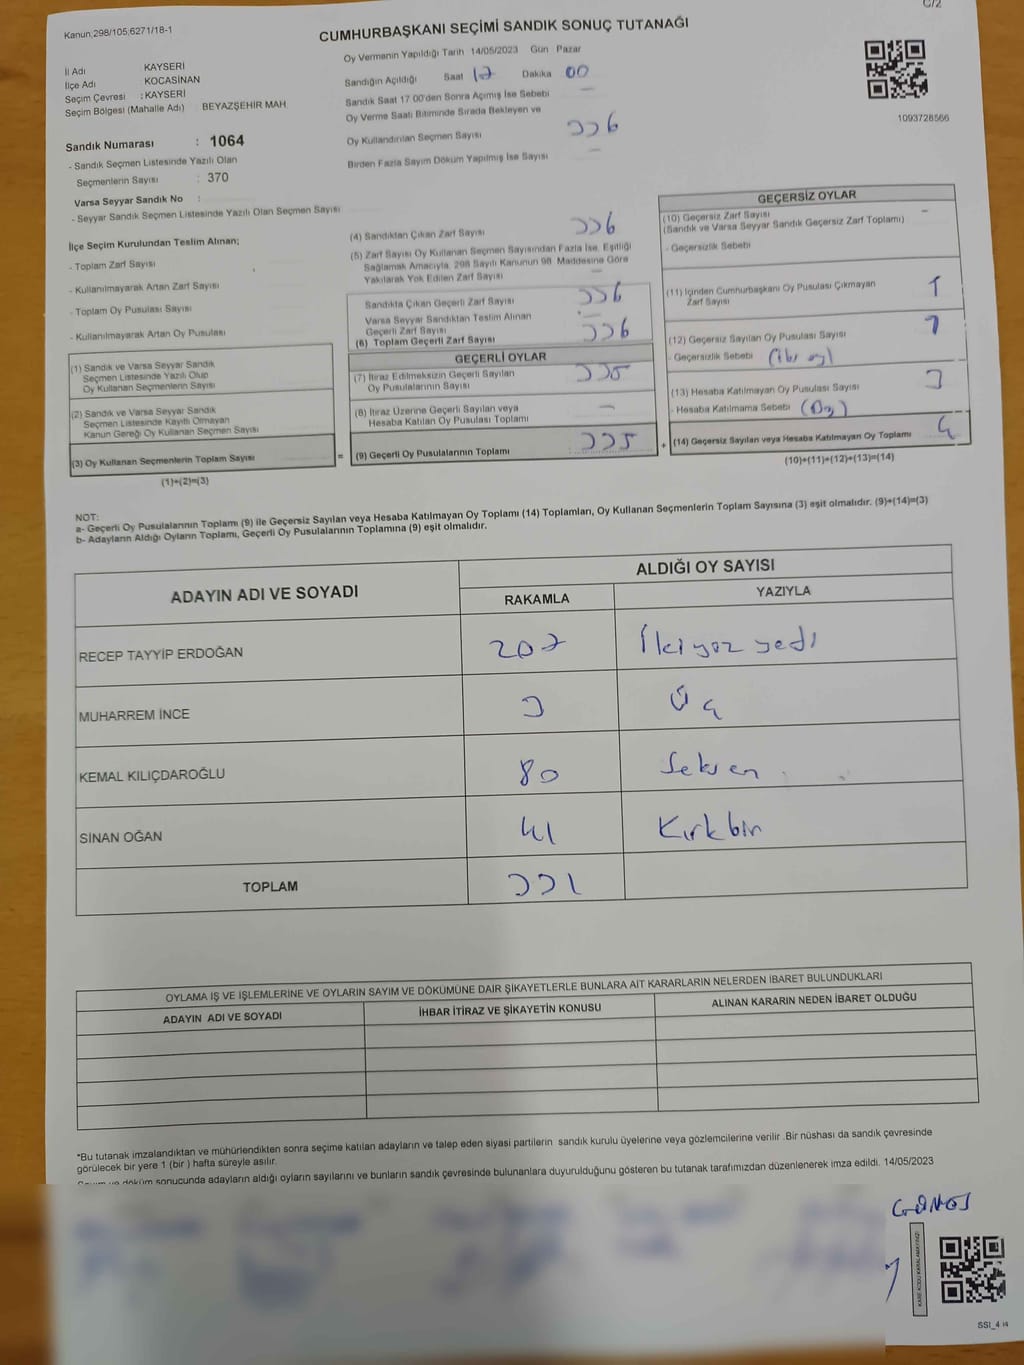 C/2
Kanun;298/105;6271/18-1
CUMHURBAŞKANI SEÇİMİ SANDIK SONUÇ TUTANAĞI
Oy Vermenin Yapıldığı Tarih 14/05/2023 Gün Pazar
İl Adı KAYSERİ
İlçe Adı KOCASİNAN
Seçim Çevresi : KAYSERİ
Seçim Bölgesi (Mahalle Adı) BEYAZŞEHİR MAH
Sandığın Açıldığı Saat 17 Dakika 00
Sandık Saat 17 00'den Sonra Açımış İse Sebebi
Oy Verme Saati Bitiminde Sırada Bekleyen ve
Oy Kullandırılan Seçmen Sayısı 336
Birden Fazla Sayım Döküm Yapılmış İse Sayısı
1093728566
Sandık Numarası : 1064
- Sandık Seçmen Listesinde Yazılı Olan
Seçmenlerin Sayısı : 370
Varsa Seyyar Sandık No :
- Seyyar Sandık Seçmen Listesinde Yazılı Olan Seçmen Sayısı
İlçe Seçim Kurulundan Teslim Alınan;
- Toplam Zarf Sayısı
- Kullanılmayarak Artan Zarf Sayısı
- Toplam Oy Pusulası Sayısı
- Kullanılmayarak Artan Oy Pusulası
(1) Sandık ve Varsa Seyyar Sandık
Seçmen Listesinde Yazılı Olup
Oy Kullanan Seçmenlerin Sayısı
(2) Sandık ve Varsa Seyyar Sandık
Seçmen Listesinde Kayıtlı Olmayan
Kanun Gereği Oy Kullanan Seçmen Sayısı
(3) Oy Kullanan Seçmenlerin Toplam Sayısı
(1)+(2)=(3)
(4) Sandıktan Çıkan Zarf Sayısı 336
(5) Zarf Sayısı Oy Kullanan Seçmen Sayısından Fazla İse, Eşitliği
Sağlamak Amacıyla, 298 Sayılı Kanunun 98. Maddesine Göre
Yakılarak Yok Edilen Zarf Sayısı
Sandıkta Çıkan Geçerli Zarf Sayısı 336
Varsa Seyyar Sandıktan Teslim Alınan
Geçerli Zarf Sayısı
(6) Toplam Geçerli Zarf Sayısı 336
GEÇERLİ OYLAR
(7) İtiraz Edilmeksizin Geçerli Sayılan
Oy Pusulalarının Sayısı 335
(8) İtiraz Üzerine Geçerli Sayılan veya
Hesaba Katılan Oy Pusulası Toplamı
= (9) Geçerli Oy Pusulalarının Toplamı 335 +
GEÇERSİZ OYLAR
(10) Geçersiz Zarf Sayısı
(Sandık ve Varsa Seyyar Sandık Geçersiz Zarf Toplamı)
- Geçersizlik Sebebi
(11) İçinden Cumhurbaşkanı Oy Pusulası Çıkmayan
Zarf Sayısı 1
(12) Geçersiz Sayılan Oy Pusulası Sayısı
- Geçersizlik Sebebi
(13) Hesaba Katılmayan Oy Pusulası Sayısı 3
- Hesaba Katılmama Sebebi
(14) Geçersiz Sayılan veya Hesaba Katılmayan Oy Toplamı 4
(10)+(11)+(12)+(13)=(14)
NOT:
a- Geçerli Oy Pusulalarının Toplamı (9) ile Geçersiz Sayılan veya Hesaba Katılmayan Oy Toplamı (14) Toplamları, Oy Kullanan Seçmenlerin Toplam Sayısına (3) eşit olmalıdır. (9)+(14)=(3)
b- Adayların Aldığı Oyların Toplamı, Geçerli Oy Pusulalarının Toplamına (9) eşit olmalıdır.
ADAYIN ADI VE SOYADI
ALDIĞI OY SAYISI
RAKAMLA YAZIYLA
RECEP TAYYİP ERDOĞAN 207 İkiyüz yedi
MUHARREM İNCE 3 Üç
KEMAL KILIÇDAROĞLU 80 Seksen
SİNAN OĞAN 41 Kırkbir
TOPLAM 331
OYLAMA İŞ VE İŞLEMLERİNE VE OYLARIN SAYIM VE DÖKÜMÜNE DAİR ŞİKAYETLERLE BUNLARA AİT KARARLARIN NELERDEN İBARET BULUNDUKLARI
ADAYIN ADI VE SOYADI İHBAR İTİRAZ VE ŞİKAYETİN KONUSU ALINAN KARARIN NEDEN İBARET OLDUĞU
*Bu tutanak imzalandıktan ve mühürlendikten sonra seçime katılan adayların ve talep eden siyasi partilerin sandık kurulu üyelerine veya gözlemcilerine verilir .Bir nüshası da sandık çevresinde
görülecek bir yere 1 (bir ) hafta süreyle asılır.
Sayım ve döküm sonucunda adayların aldığı oyların sayılarını ve bunların sandık çevresinde bulunanlara duyurulduğunu gösteren bu tutanak tarafımızdan düzenlenerek imza edildi. 14/05/2023
KARE KODU KARALAMAYINIZ!
SSI_4